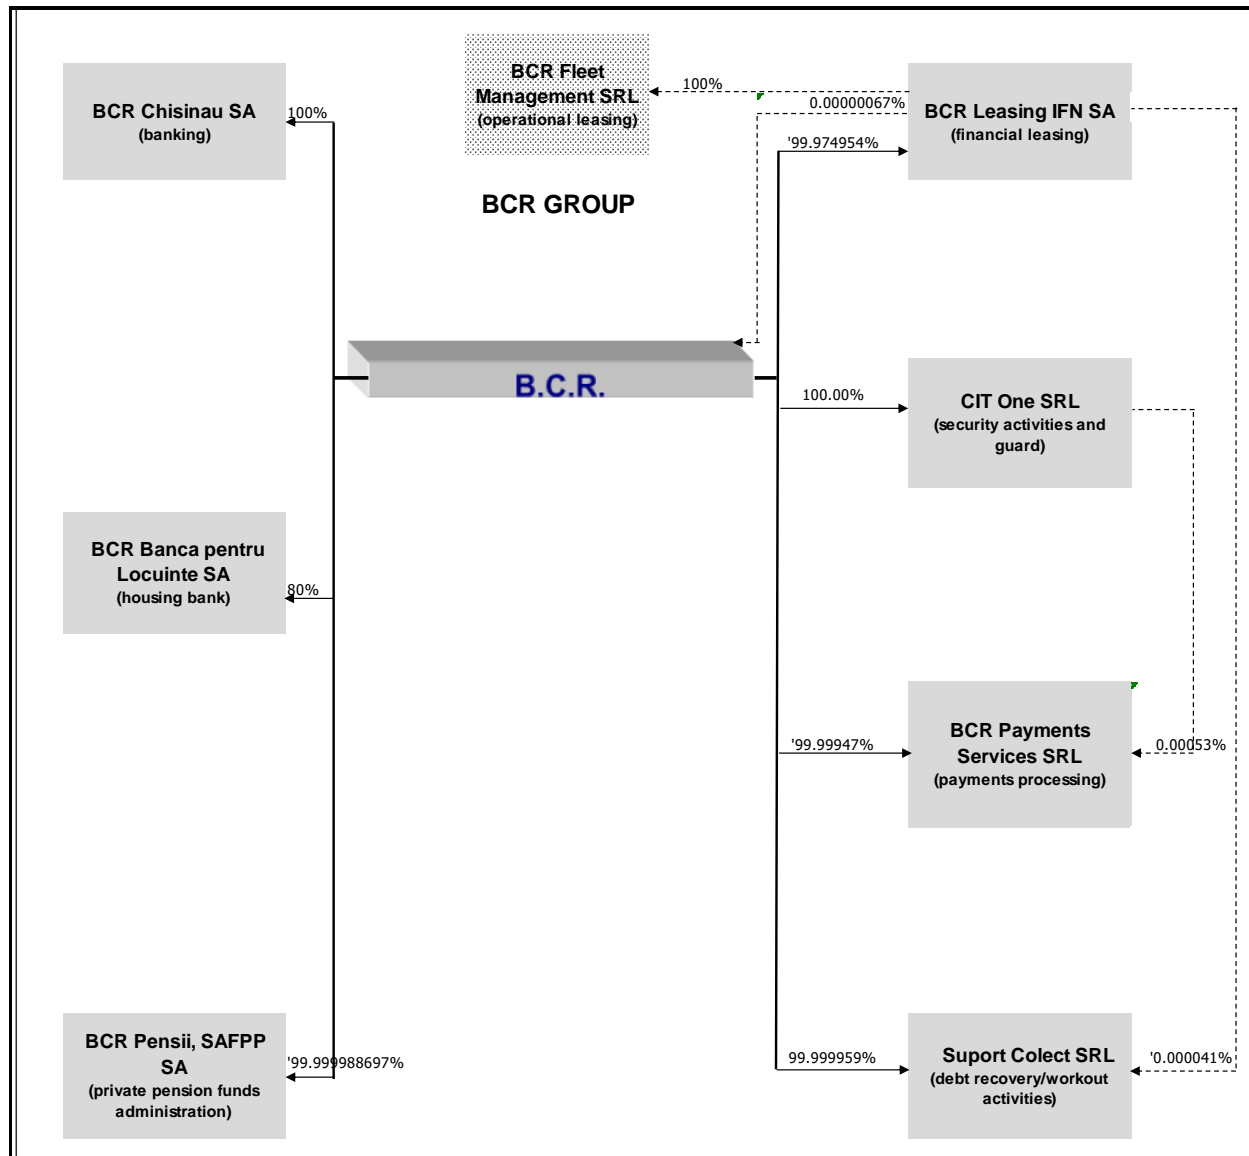 BCR Fleet
Management SRL
(operational leasing)
BCR Chisinau SA
(banking)
100%
100%
0.00000067%
'99.974954%
BCR Leasing IFN SA
(financial leasing)
BCR GROUP
B.C.R.
100.00%
CIT One SRL
(security activities and
guard)
BCR Banca pentru
Locuinte SA
(housing bank)
80%
'99.99947%
BCR Payments
Services SRL
(payments processing)
0.00053%
BCR Pensii, SAFPP
SA
(private pension funds
administration)
'99.999988697%
99.999959%
Suport Colect SRL
(debt recovery/workout
activities)
'0.000041%